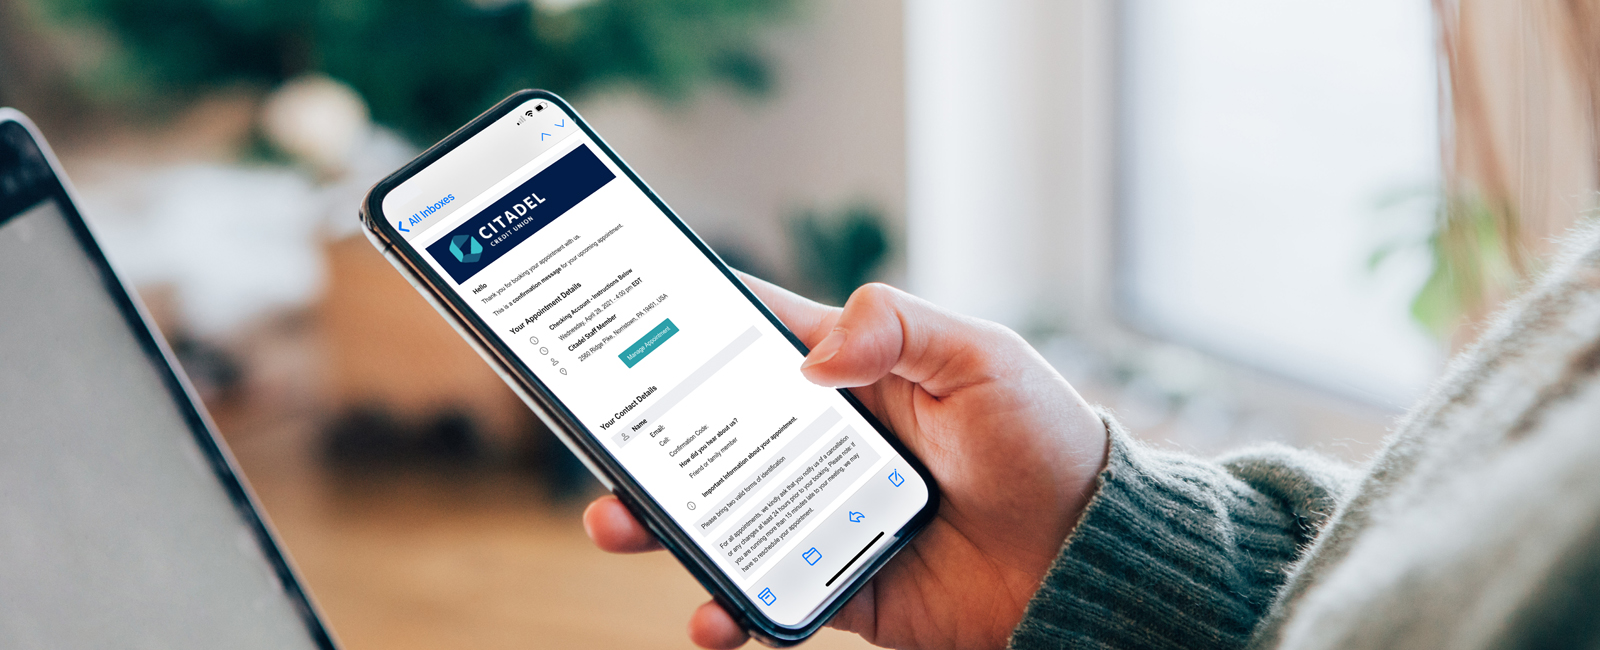 All Inboxes
CITADEL
CREDIT UNION
Hello
Thank you for booking your appointment with us.
This is a confirmation message for your upcoming appointment.
Your Appointment Details
Checking Account - Instructions Below
Wednesday, April 28, 2021 - 4:00 pm EDT
Citadel Staff Member
2560 Ridge Pike, Norristown, PA 19401, USA
Manage Appointment
Your Contact Details
Name
Email:
Cell:
Confirmation Code:
How did you hear about us?
Friend or family member
Important Information about your appointment.
Please bring two valid forms of identification
For all appointments, we kindly ask that you notify us of a cancellation
or any changes at least 24 hours prior to your booking. Please note: if
you are running more than 15 minutes late to your meeting, we may
have to reschedule your appointment.